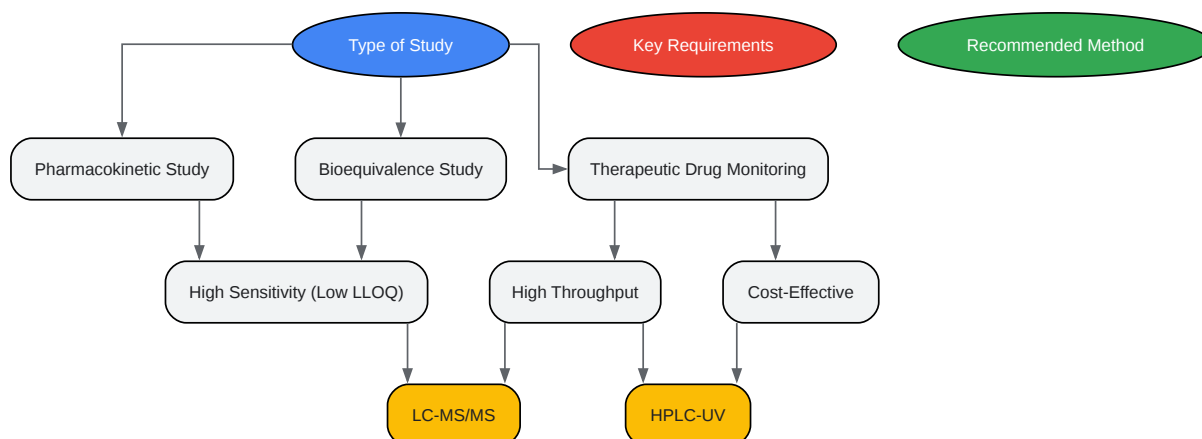 Type of Study
Key Requirements
Recommended Method
Pharmacokinetic Study
Bioequivalence Study
Therapeutic Drug Monitoring
High Sensitivity (Low LLOQ)
High Throughput
Cost-Effective
LC-MS/MS
HPLC-UV